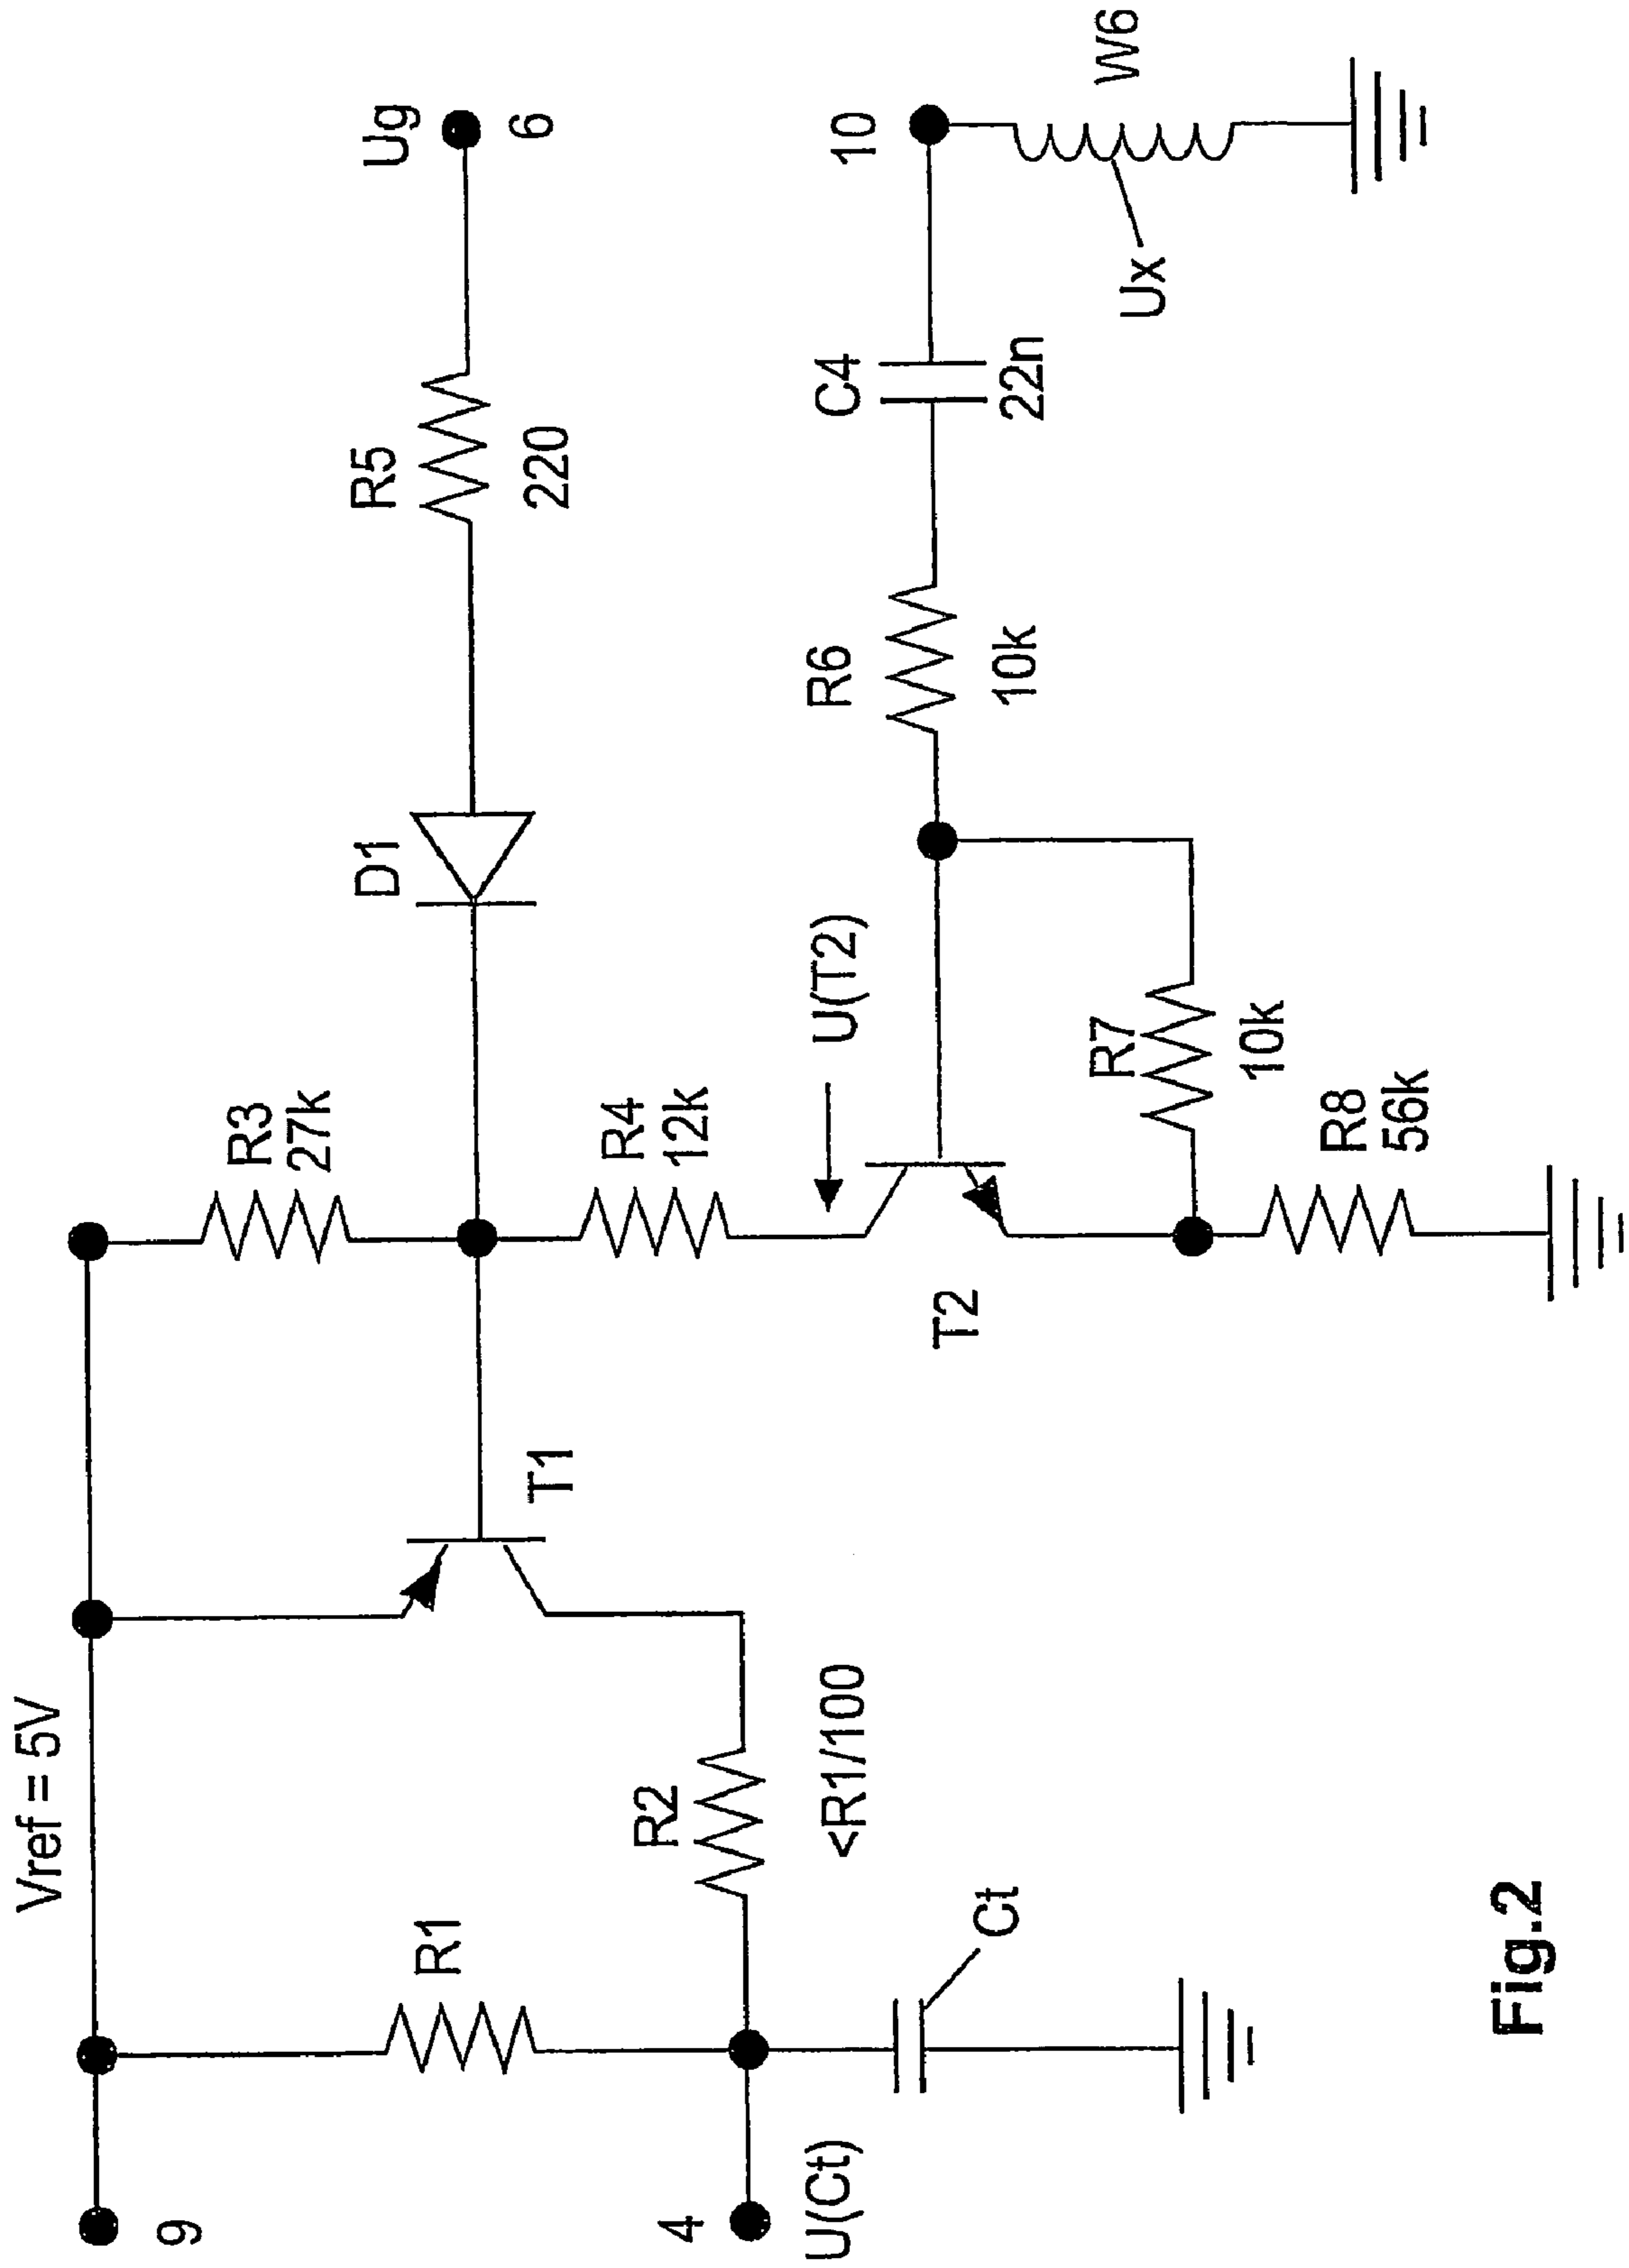 Vref = 5V
9
R1
4
U(Ct)
Ct
R2
<R1/100
T1
R3
27k
R4
12k
U(T2)
T2
R7
10k
R8
56k
D1
R5
220
Ug
6
R6
10k
C4
22n
10
Ux
W6
Fig.2